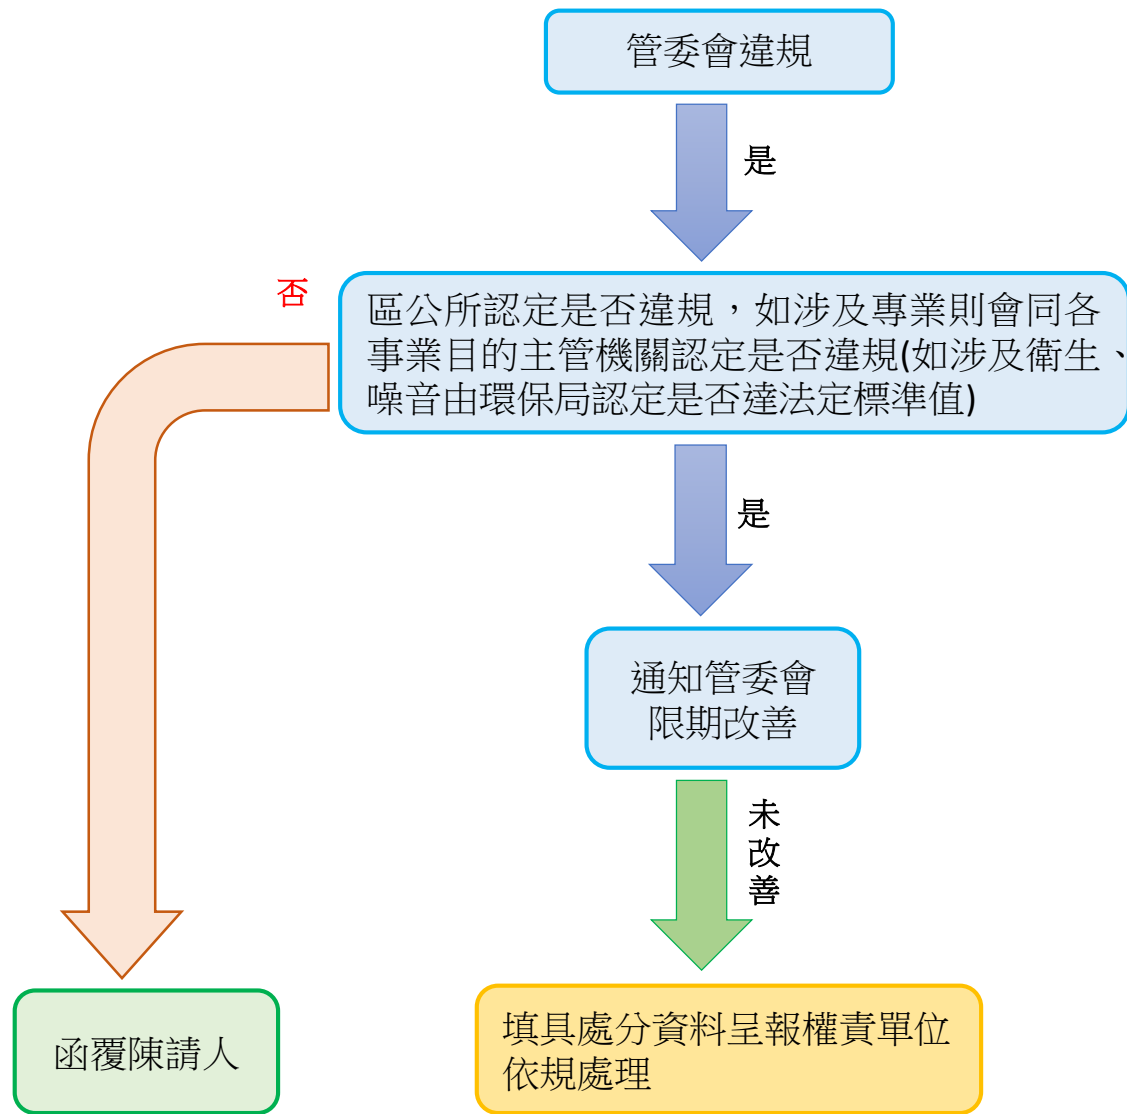 管委會違規
是
否
區公所認定是否違規，如涉及專業則會同各
事業目的主管機關認定是否違規(如涉及衛生、
噪音由環保局認定是否達法定標準值)
是
通知管委會
限期改善
未
改
善
函覆陳請人
填具處分資料呈報權責單位
依規處理